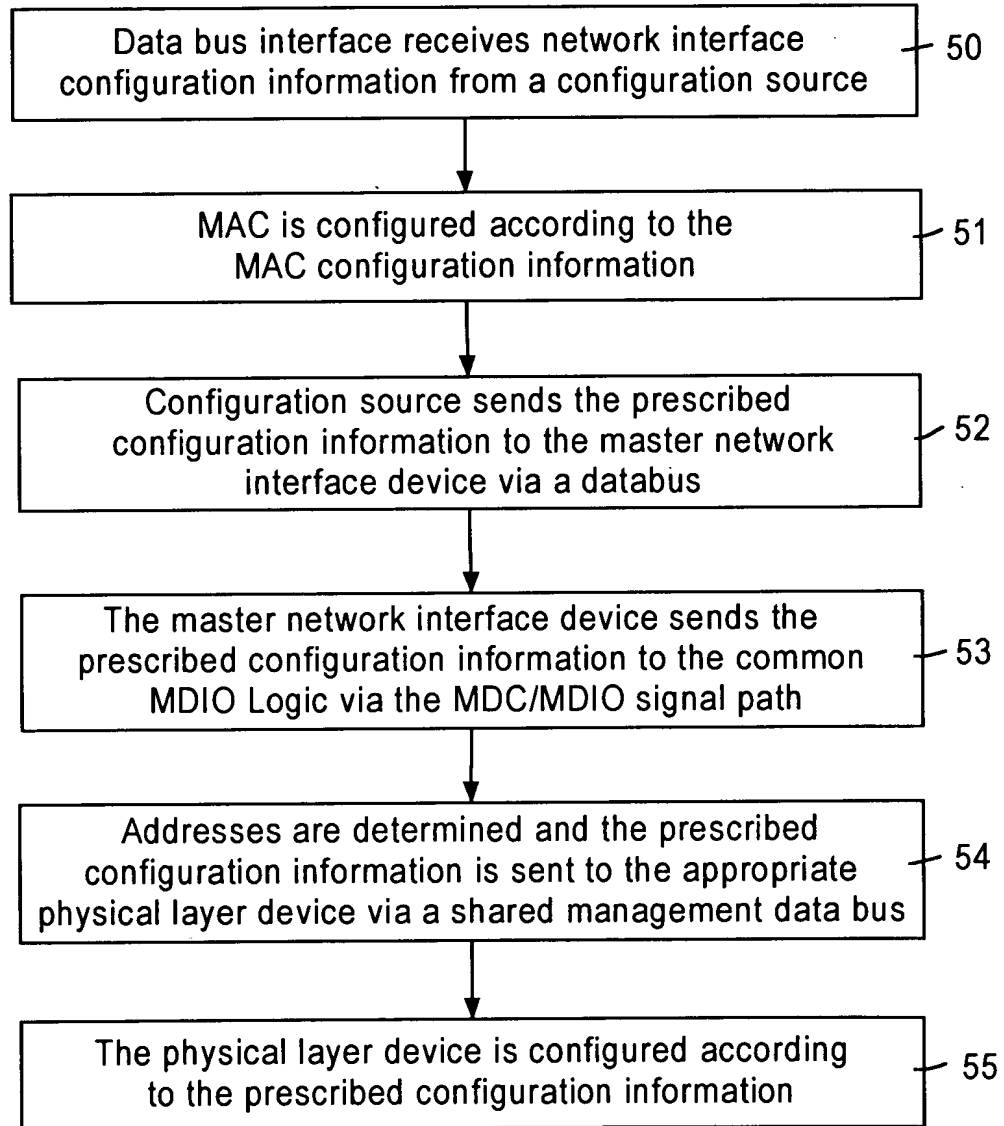 Data bus interface receives network interface
configuration information from a configuration source
50
MAC is configured according to the
MAC configuration information
51
Configuration source sends the prescribed
configuration information to the master network
interface device via a databus
52
The master network interface device sends the
prescribed configuration information to the common
MDIO Logic via the MDC/MDIO signal path
53
Addresses are determined and the prescribed
configuration information is sent to the appropriate
physical layer device via a shared management data bus
54
The physical layer device is configured according
to the prescribed configuration information
55